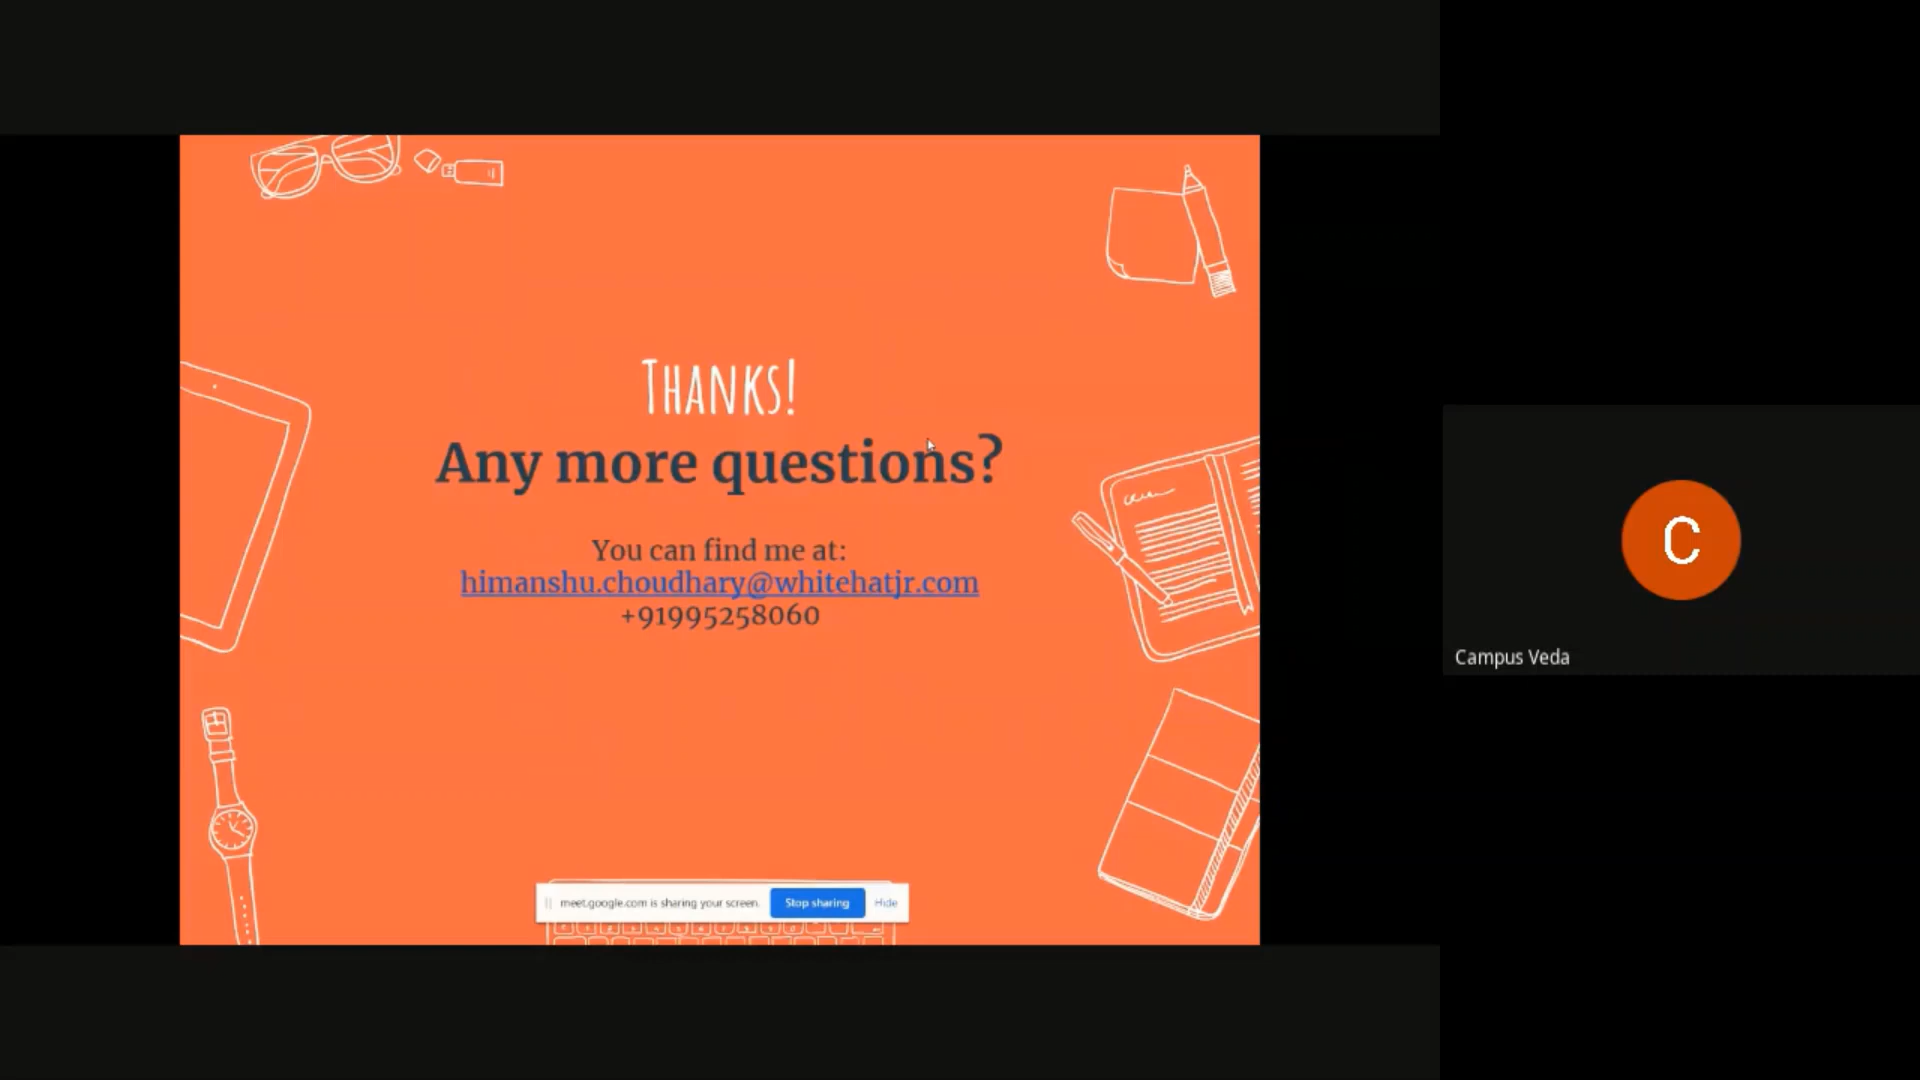 THANKS!
Any more questions?
You can find me at:
himanshu.choudhary@whitehatjr.com
+91995258060
meet.google.com is sharing your screen.
Stop sharing
Hide
C
Campus Veda